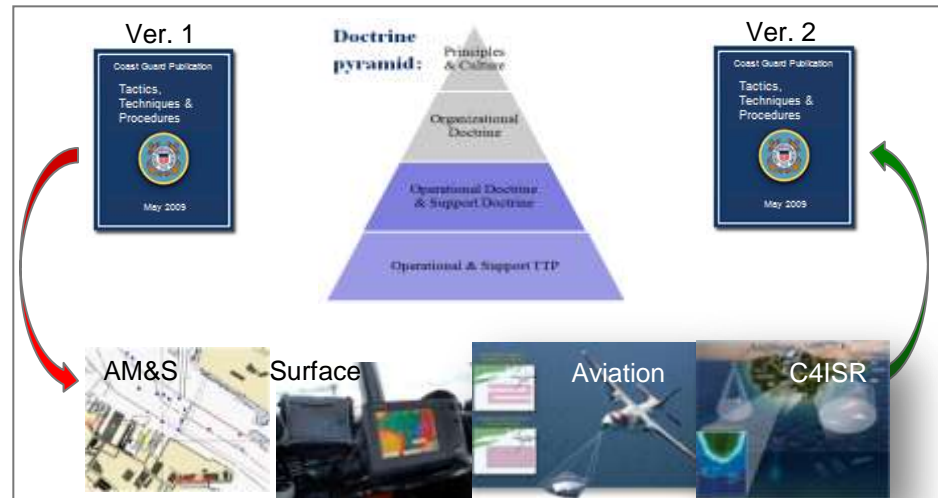 Ver. 1
Coast Guard Publication
Tactics,
Techniques &
Procedures
May 2009
Doctrine
pyramid:
Principles
& Culture
Organizational
Doctrine
Operational Doctrine
& Support Doctrine
Operational & Support TTP
Ver. 2
Coast Guard Publication
Tactics,
Techniques &
Procedures
May 2009
AM&S
Surface
Aviation
C4ISR